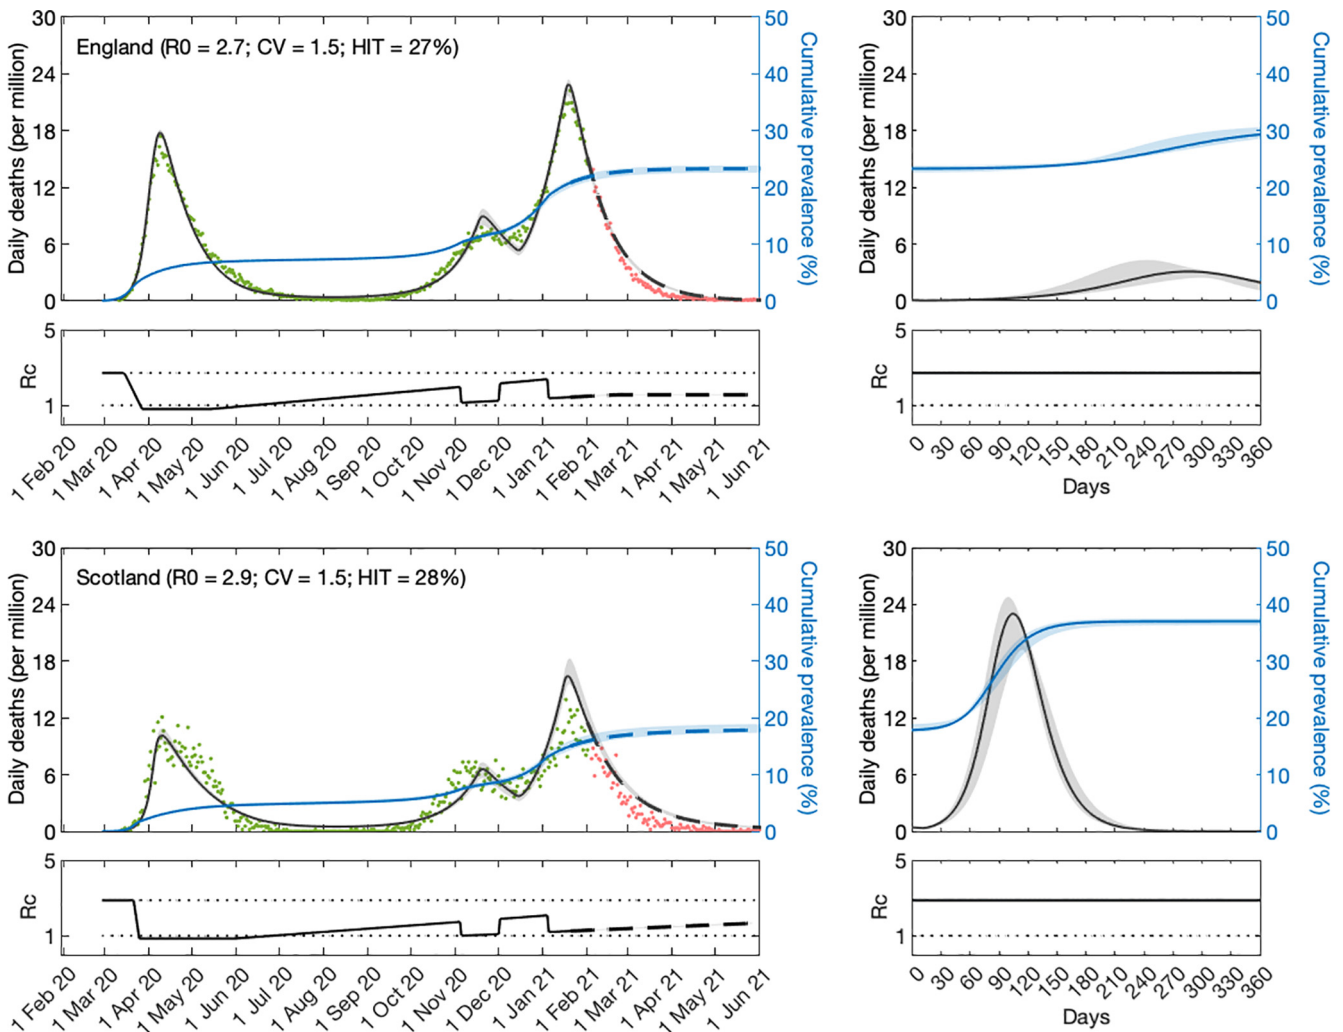 England (R0 = 2.7; CV = 1.5; HIT = 27%)
Daily deaths (per million)
30
24
18
12
6
0
50
40
30
20
10
0
Cumulative prevalence (%)
Rc
5
1
1 Feb 20
1 Mar 20
1 Apr 20
1 May 20
1 Jun 20
1 Jul 20
1 Aug 20
1 Sep 20
1 Oct 20
1 Nov 20
1 Dec 20
1 Jan 21
1 Feb 21
1 Mar 21
1 Apr 21
1 May 21
1 Jun 21
Daily deaths (per million)
30
24
18
12
6
0
50
40
30
20
10
0
Cumulative prevalence (%)
Rc
5
1
0
30
60
90
120
150
180
210
240
270
300
330
360
Days
Scotland (R0 = 2.9; CV = 1.5; HIT = 28%)
Daily deaths (per million)
30
24
18
12
6
0
50
40
30
20
10
0
Cumulative prevalence (%)
Rc
5
1
1 Feb 20
1 Mar 20
1 Apr 20
1 May 20
1 Jun 20
1 Jul 20
1 Aug 20
1 Sep 20
1 Oct 20
1 Nov 20
1 Dec 20
1 Jan 21
1 Feb 21
1 Mar 21
1 Apr 21
1 May 21
1 Jun 21
Daily deaths (per million)
30
24
18
12
6
0
50
40
30
20
10
0
Cumulative prevalence (%)
Rc
5
1
0
30
60
90
120
150
180
210
240
270
300
330
360
Days